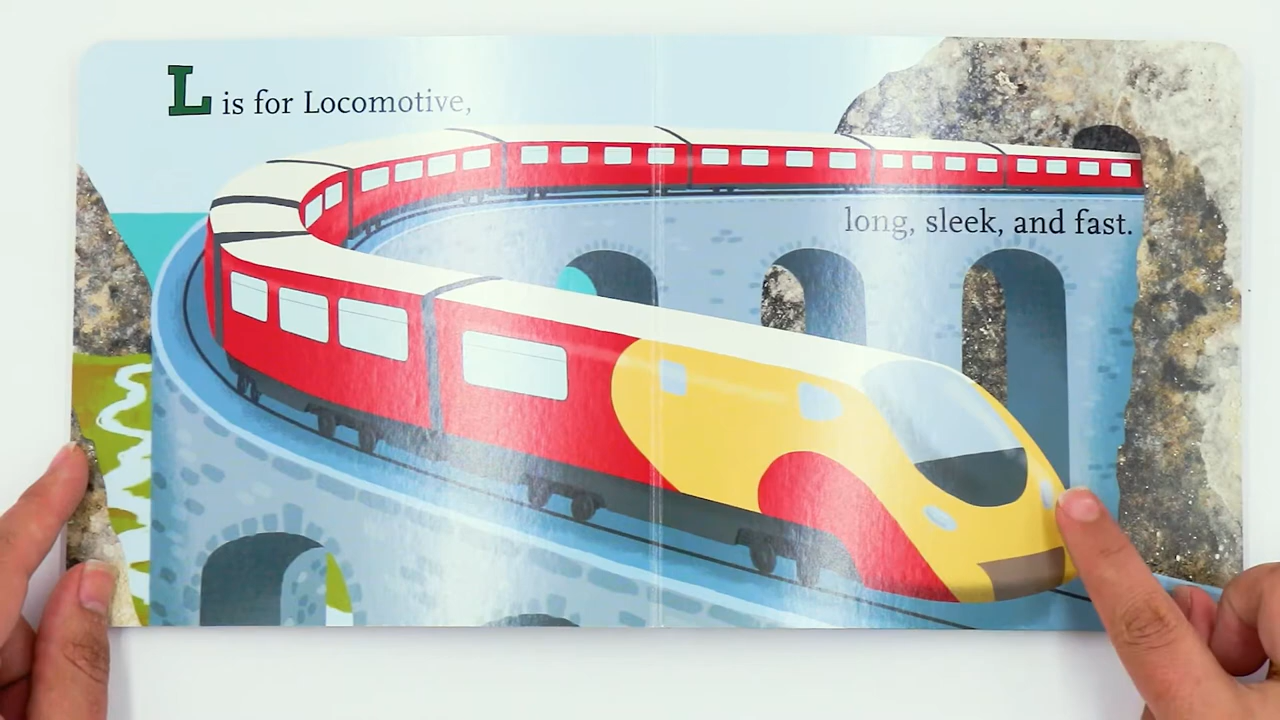 L is for Locomotive,
long, sleek, and fast.